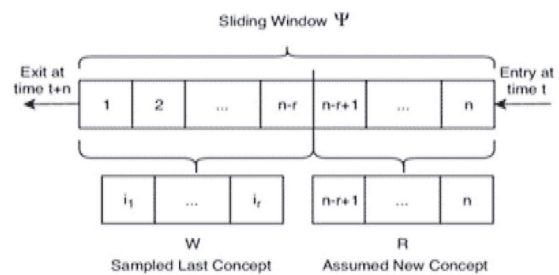 Sliding Window Ψ
Exit at
time t+n
Entry at
time t
1 2 ... n-r n-r+1 ... n
i1 ... ir n-r+1 ... n
W R
Sampled Last Concept Assumed New Concept